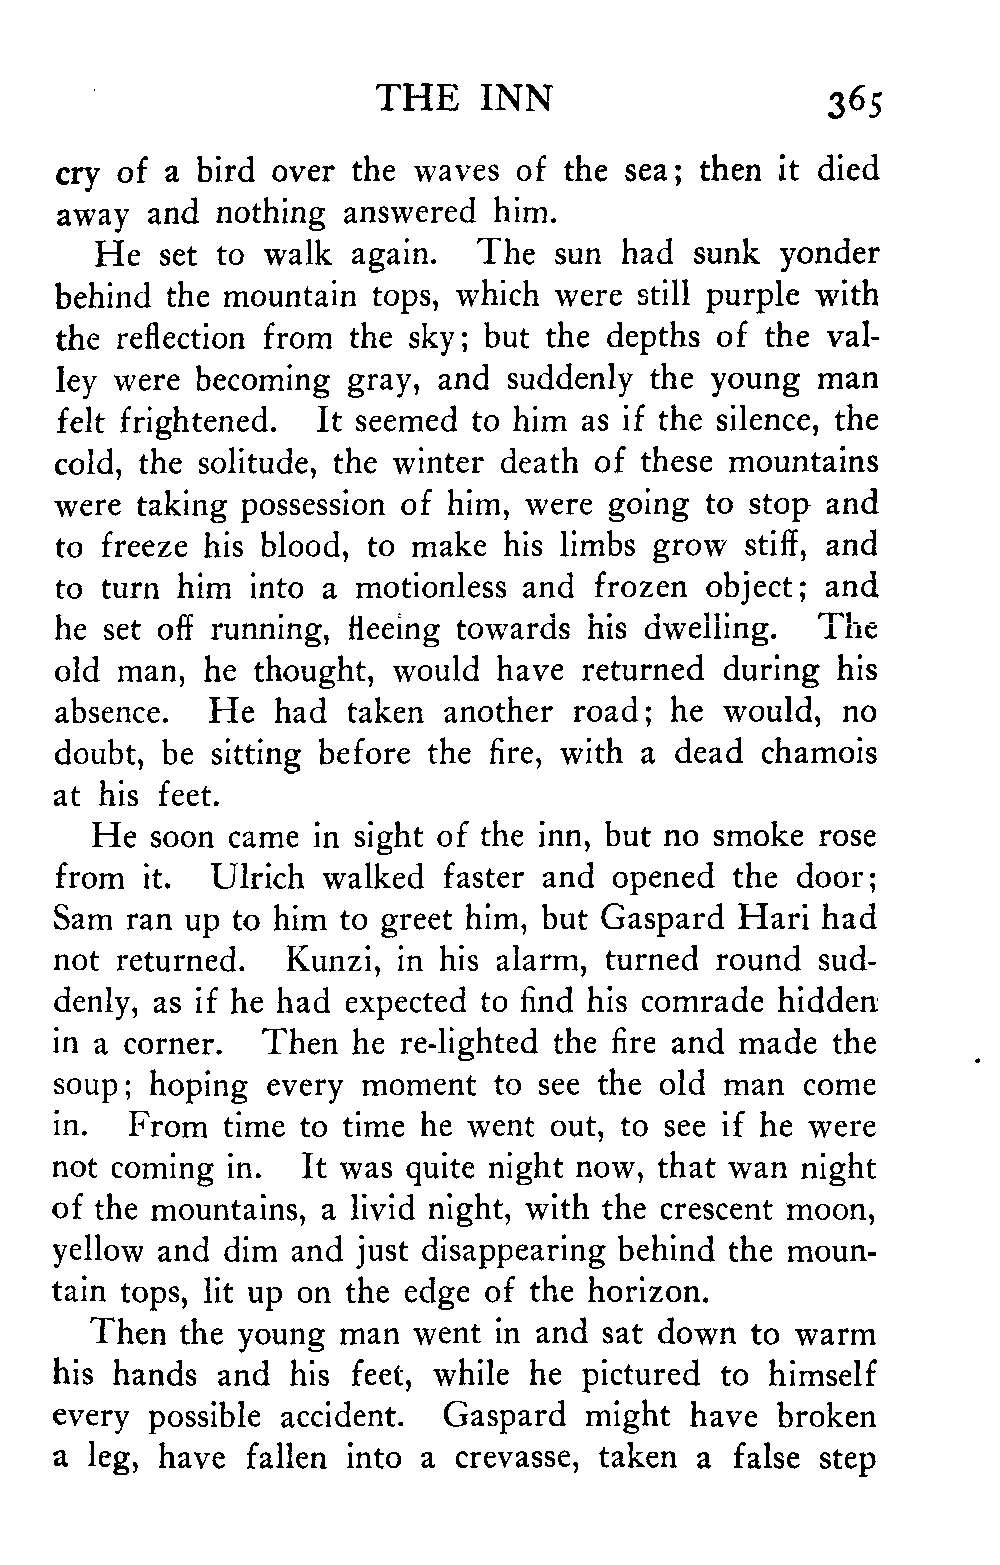 THE INN 365
cry of a bird over the waves of the sea; then it died
away and nothing answered him.
He set to walk again. The sun had sunk yonder
behind the mountain tops, which were still purple with
the reflection from the sky; but the depths of the val-
ley were becoming gray, and suddenly the young man
felt frightened. It seemed to him as if the silence, the
cold, the solitude, the winter death of these mountains
were taking possession of him, were going to stop and
to freeze his blood, to make his limbs grow stiff, and
to turn him into a motionless and frozen object; and
he set off running, fleeing towards his dwelling. The
old man, he thought, would have returned during his
absence. He had taken another road; he would, no
doubt, be sitting before the fire, with a dead chamois
at his feet.
He soon came in sight of the inn, but no smoke rose
from it. Ulrich walked faster and opened the door;
Sam ran up to him to greet him, but Gaspard Hari had
not returned. Kunzi, in his alarm, turned round sud-
denly, as if he had expected to find his comrade hidden
in a corner. Then he re-lighted the fire and made the
soup; hoping every moment to see the old man come
in. From time to time he went out, to see if he were
not coming in. It was quite night now, that wan night
of the mountains, a livid night, with the crescent moon,
yellow and dim and just disappearing behind the moun-
tain tops, lit up on the edge of the horizon.
Then the young man went in and sat down to warm
his hands and his feet, while he pictured to himself
every possible accident. Gaspard might have broken
a leg, have fallen into a crevasse, taken a false step